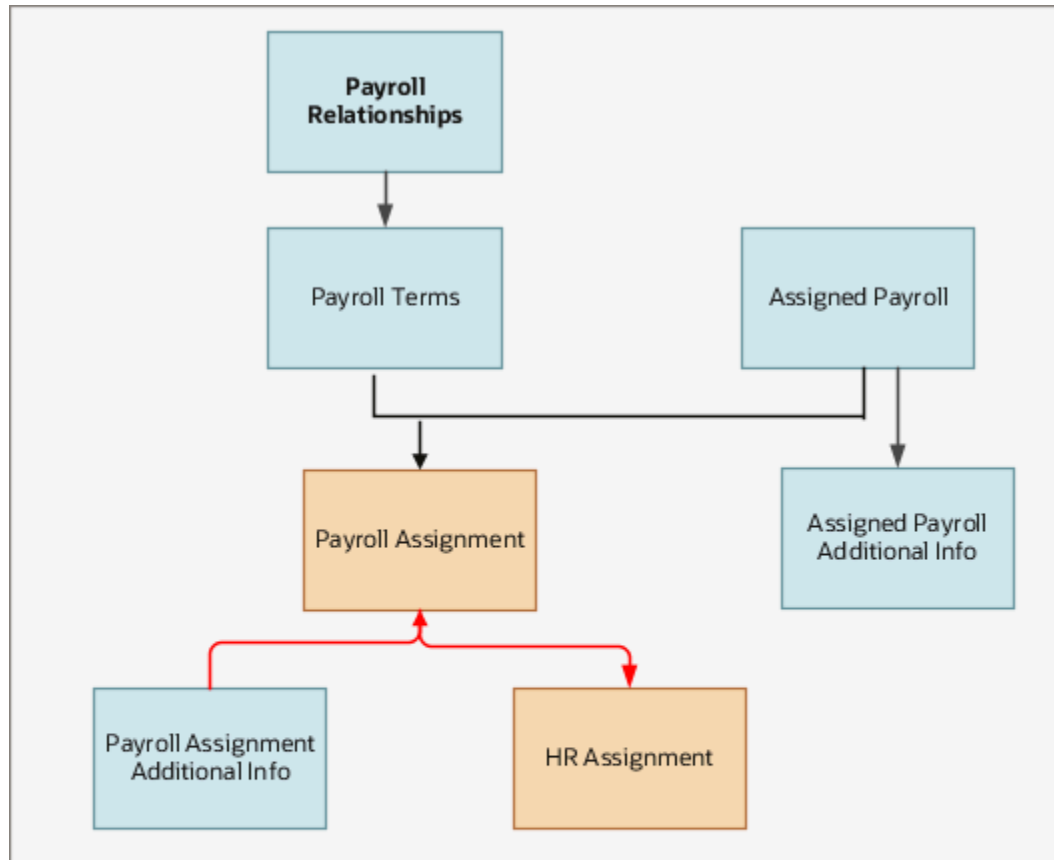 Payroll
Relationships
Payroll Terms
Assigned Payroll
Payroll Assignment
Assigned Payroll
Additional Info
Payroll Assignment
Additional Info
HR Assignment